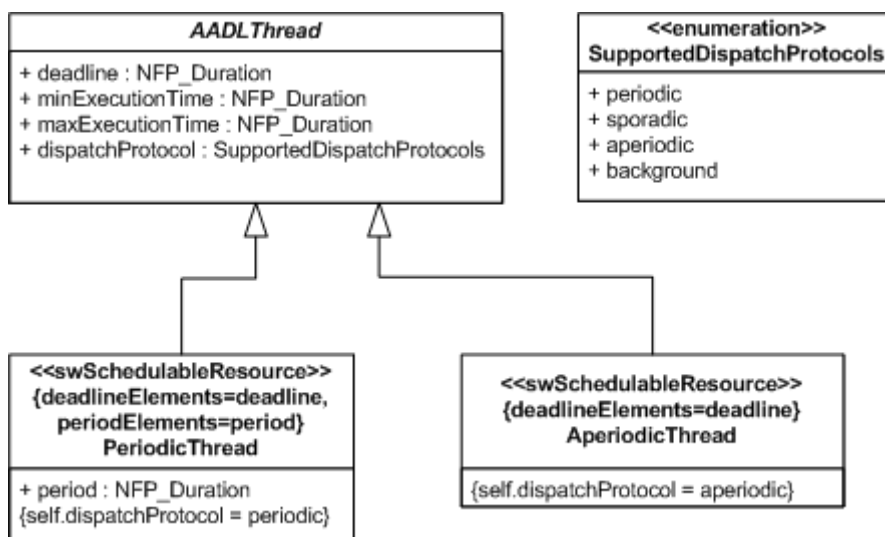 AADLThread
+ deadline : NFP_Duration
+ minExecutionTime : NFP_Duration
+ maxExecutionTime : NFP_Duration
+ dispatchProtocol : SupportedDispatchProtocols
<<enumeration>>
SupportedDispatchProtocols
+ periodic
+ sporadic
+ aperiodic
+ background
<<swSchedulableResource>>
{deadlineElements=deadline,
periodElements=period}
PeriodicThread
+ period : NFP_Duration
{self.dispatchProtocol = periodic}
<<swSchedulableResource>>
{deadlineElements=deadline}
AperiodicThread
{self.dispatchProtocol = aperiodic}